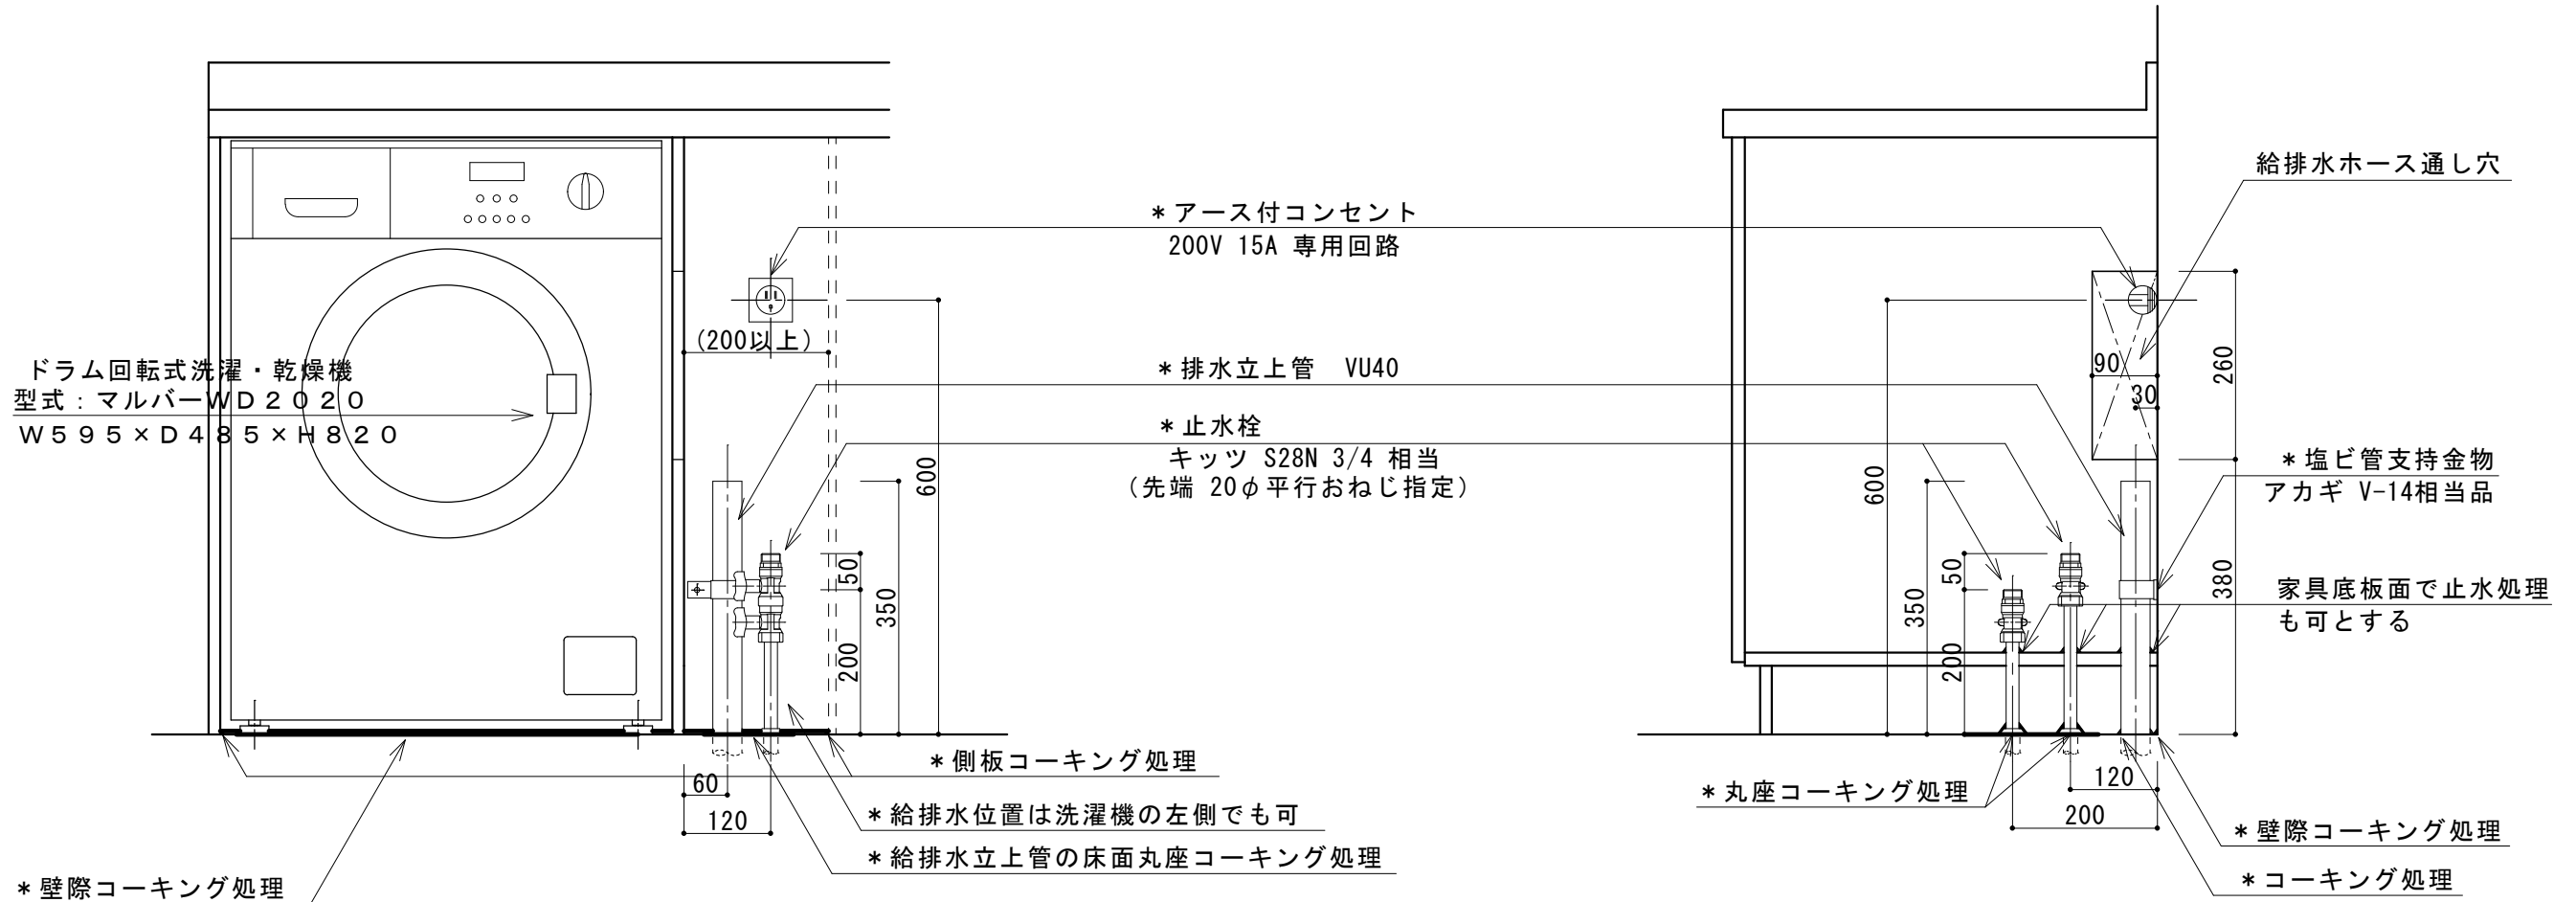 給排水ホース通し穴
*アース付コンセント
200V 15A 専用回路
(200以上)
*排水立上管 VU40
ドラム回転式洗濯・乾燥機
型式:マルバーWD2020
W595×D485×H820
*止水栓
キッツ S28N 3/4 相当
(先端 20φ平行おねじ指定)
90
30
260
600
600
*塩ビ管支持金物
アカギ V-14相当品
50
350
200
50
350
200
380
家具底板面で止水処理
も可とする
*側板コーキング処理
60
120
*給排水位置は洗濯機の左側でも可
*給排水立上管の床面丸座コーキング処理
*丸座コーキング処理
120
200
*壁際コーキング処理
*コーキング処理
*壁際コーキング処理